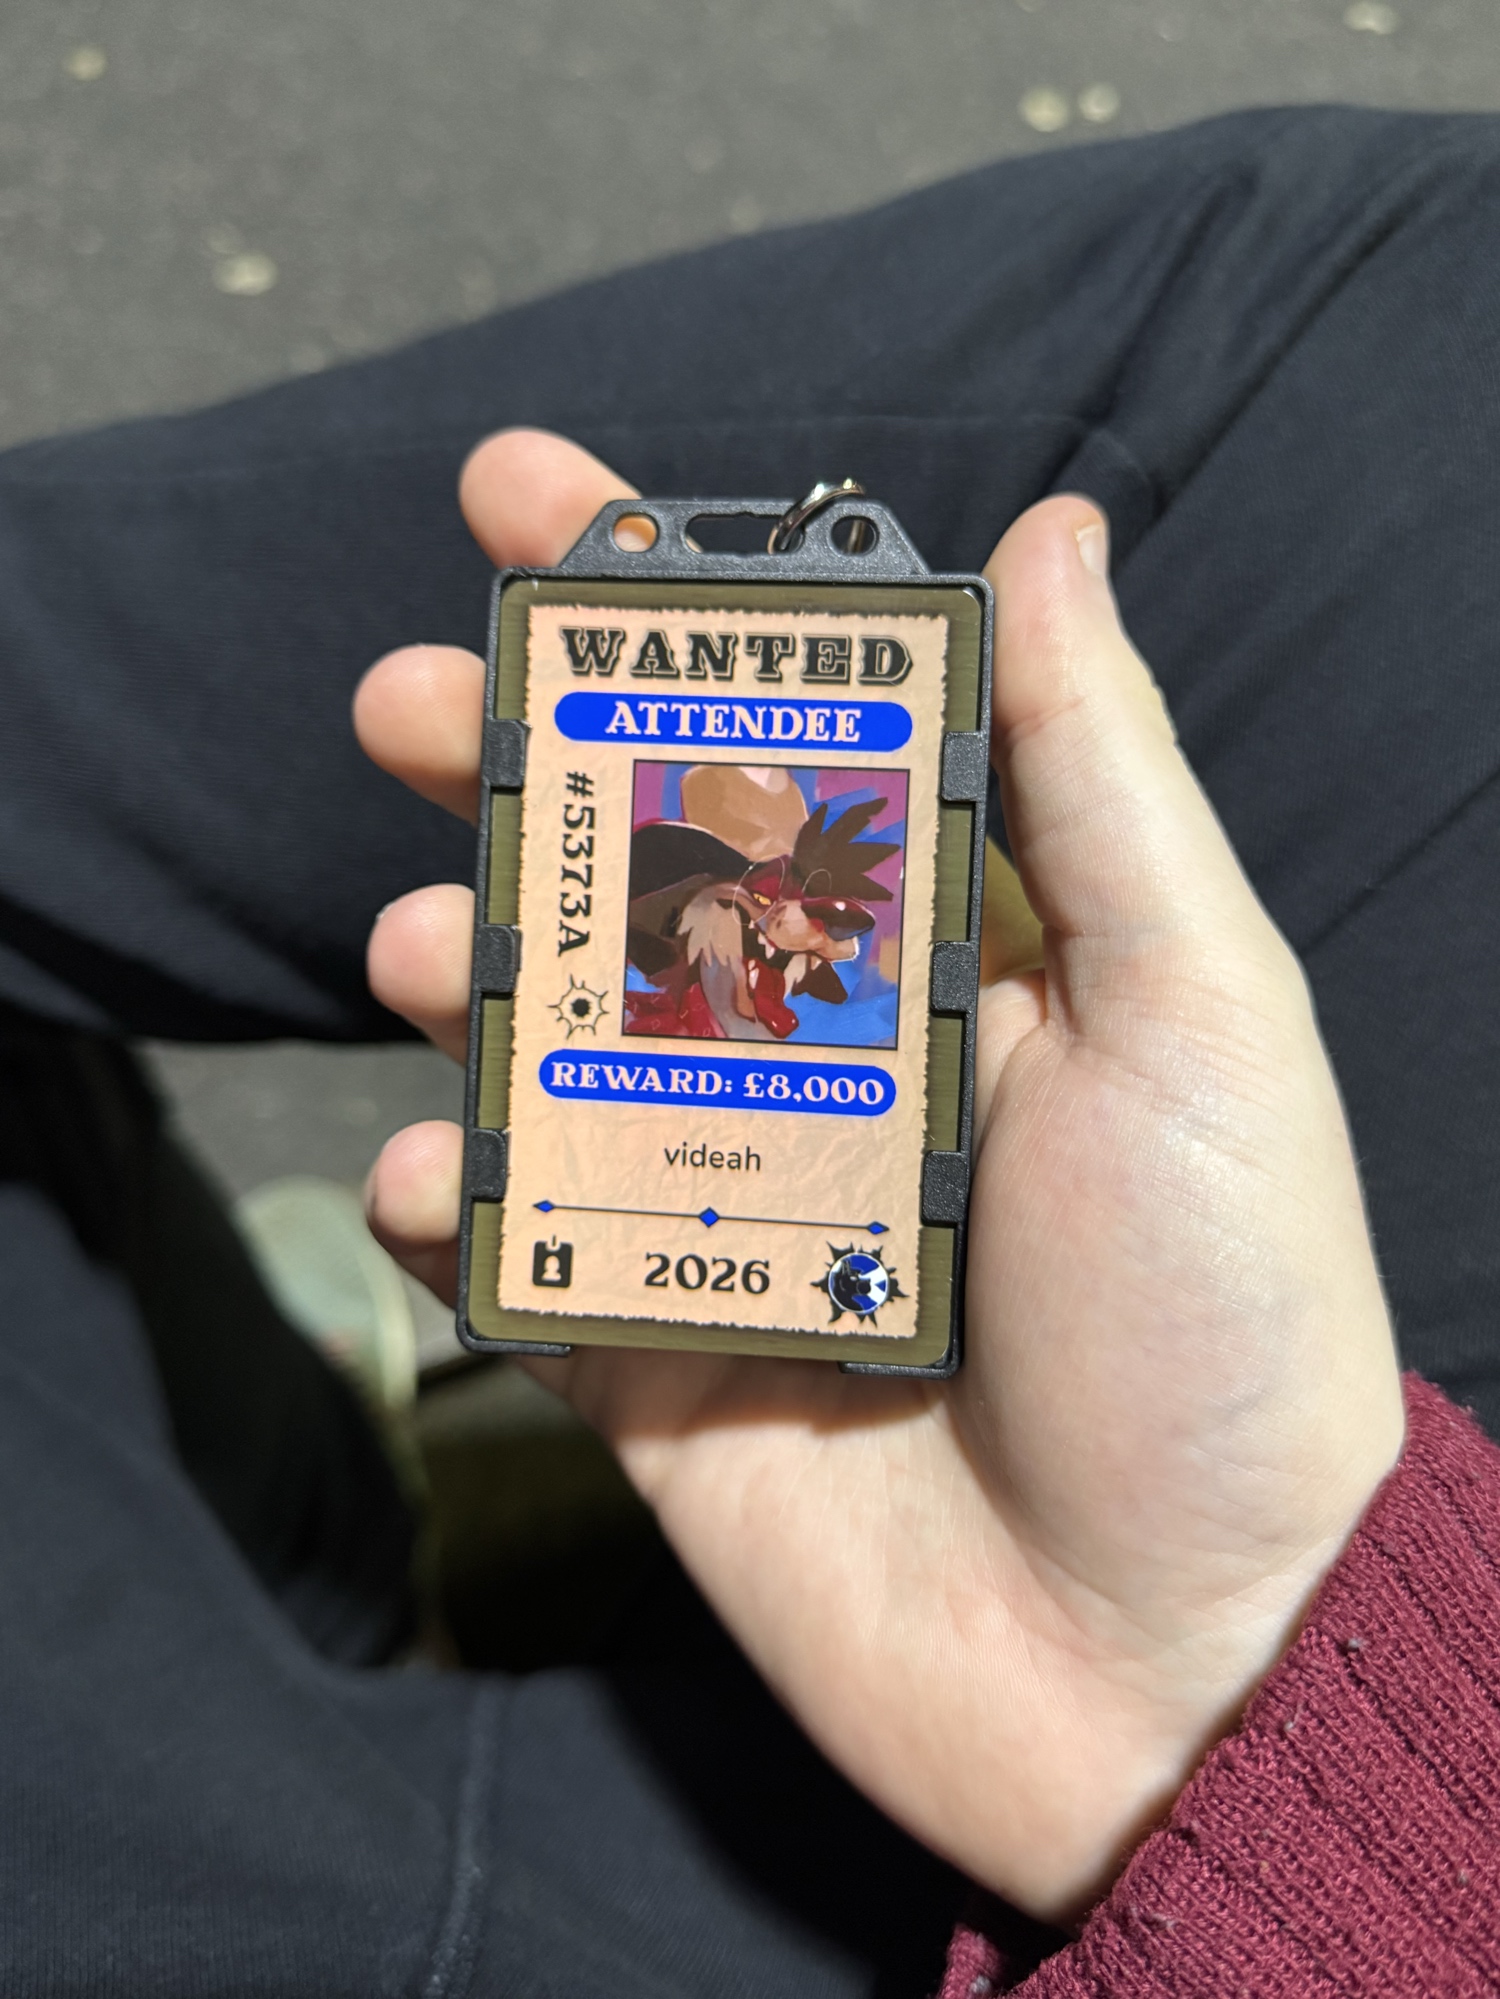 WANTED
ATTENDEE
#5373A
REWARD: £8,000
videah
2026